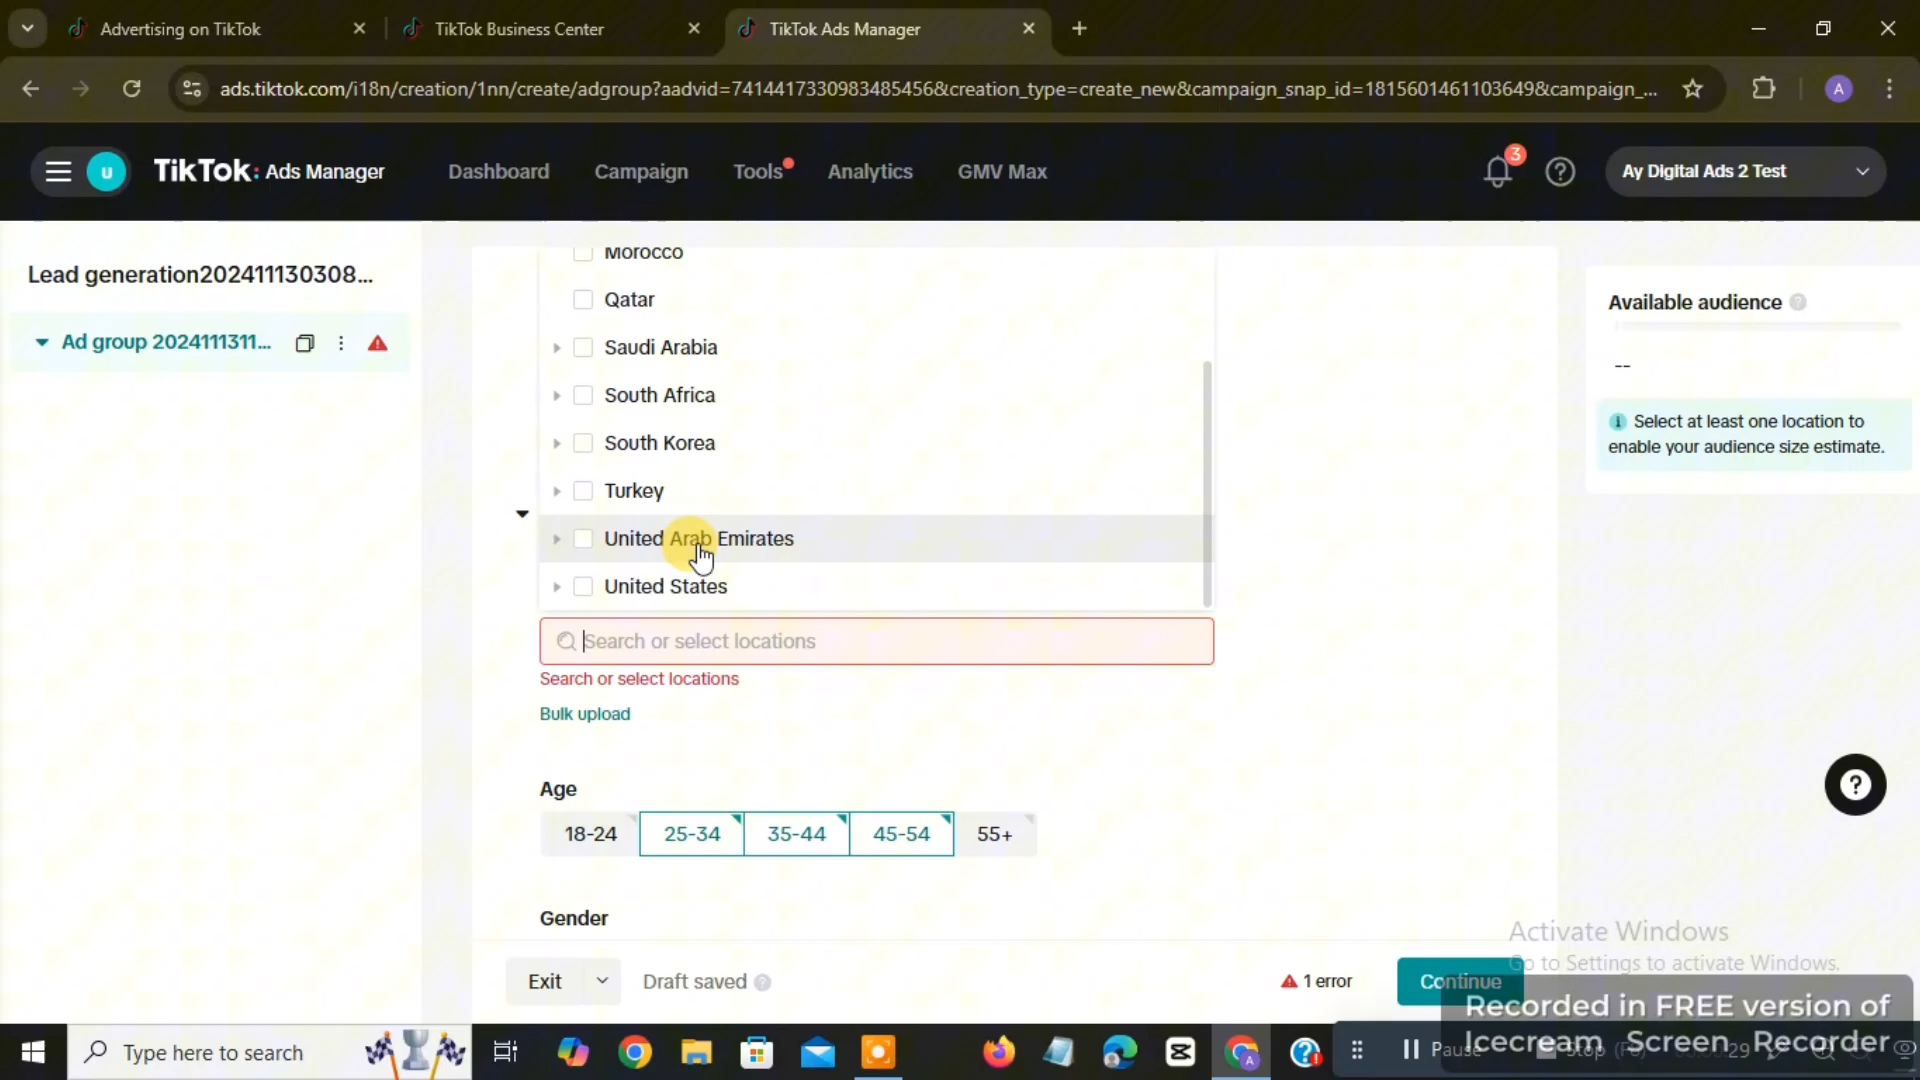 Advertising on TikTok
TikTok Business Center
TikTok Ads Manager
ads.tiktok.com/i18n/creation/1nn/create/adgroup?aadvid=7414417330983485456&creation_type=create_new&campaign_snap_id=1815601461103649&campaign_...
A
u
TikTok: Ads Manager
Dashboard
Campaign
Tools
Analytics
GMV Max
3
Ay Digital Ads 2 Test
Lead generation202411130308...
Ad group 2024111311...
Morocco
Qatar
Saudi Arabia
South Africa
South Korea
Turkey
United Arab Emirates
United States
Search or select locations
Search or select locations
Bulk upload
Age
18-24
25-34
35-44
45-54
55+
Gender
Available audience
--
Select at least one location to
enable your audience size estimate.
Exit
Draft saved
1 error
Continue
Activate Windows
Go to Settings to activate Windows.
Recorded in FREE version of
Icecream Screen Recorder
Type here to search
Pause